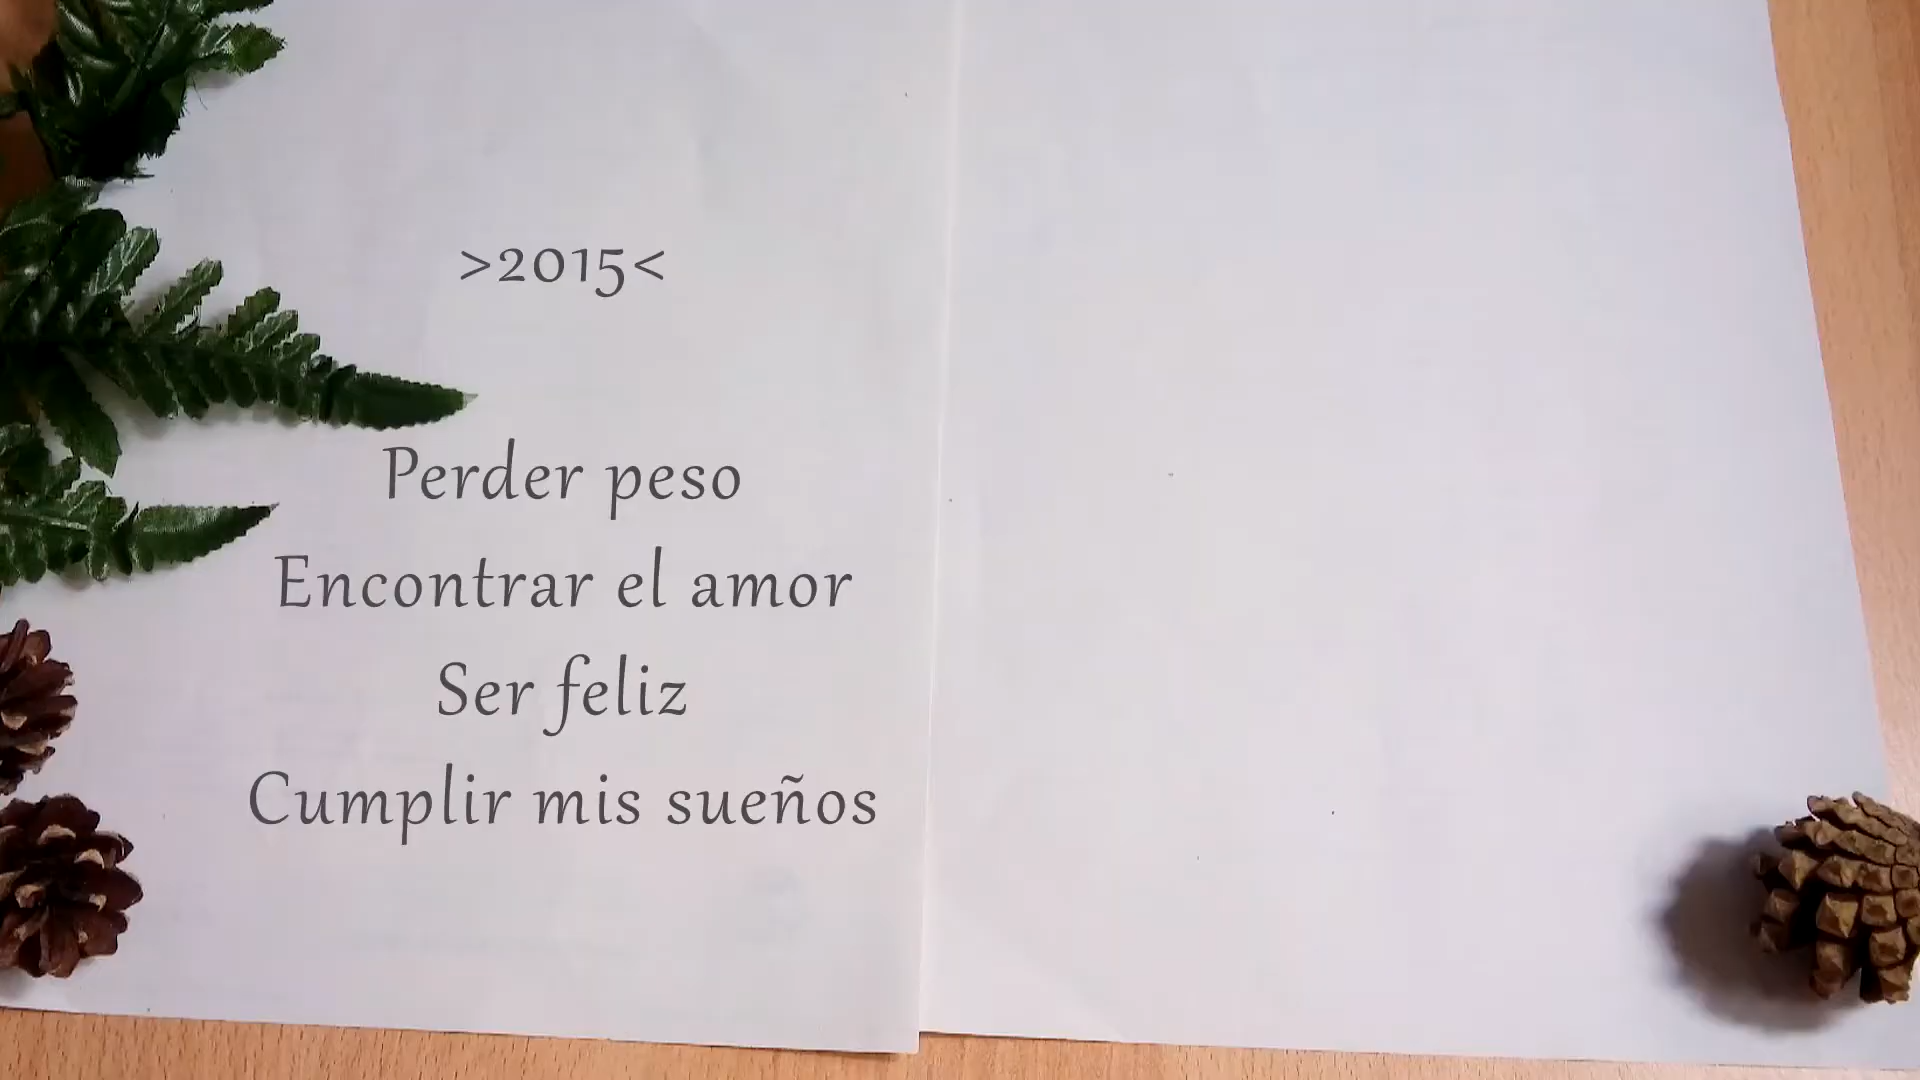 >2015<
Perder peso
Encontrar el amor
Ser feliz
Cumplir mis sueños